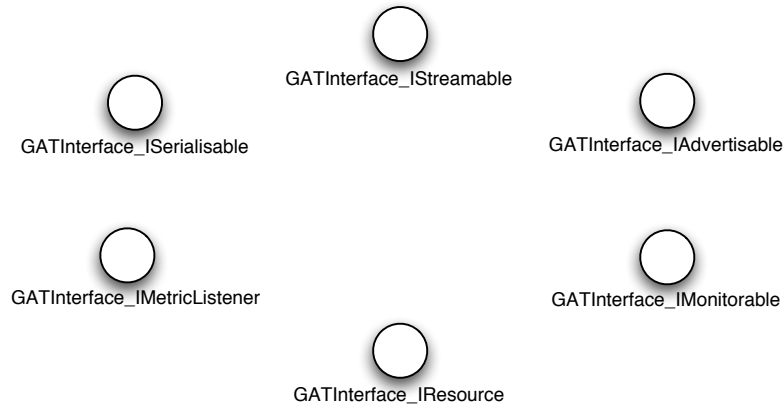 GATInterface_IStreamable
GATInterface_ISerialisable
GATInterface_IAdvertisable
GATInterface_IMetricListener
GATInterface_IMonitorable
GATInterface_IResource